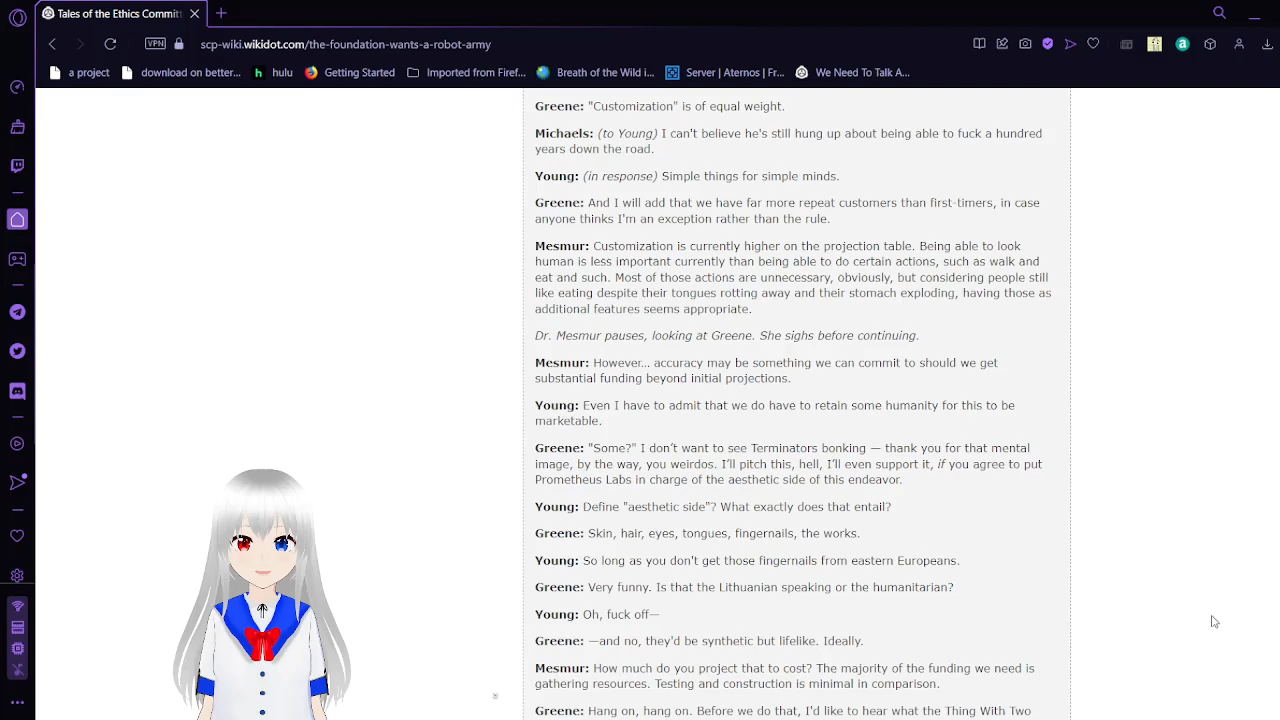 Tales of the Ethics Committ
VPN
scp-wiki.wikidot.com/the-foundation-wants-a-robot-army
a
a project
download on better...
h hulu
Getting Started
Imported from Firef...
Breath of the Wild i...
Server | Aternos | Fr...
We Need To Talk A...
Greene: "Customization" is of equal weight.
Michaels: (to Young) I can't believe he's still hung up about being able to fuck a hundred
years down the road.
Young: (in response) Simple things for simple minds.
Greene: And I will add that we have far more repeat customers than first-timers, in case
anyone thinks I'm an exception rather than the rule.
Mesmur: Customization is currently higher on the projection table. Being able to look
human is less important currently than being able to do certain actions, such as walk and
eat and such. Most of those actions are unnecessary, obviously, but considering people still
like eating despite their tongues rotting away and their stomach exploding, having those as
additional features seems appropriate.
Dr. Mesmur pauses, looking at Greene. She sighs before continuing.
Mesmur: However... accuracy may be something we can commit to should we get
substantial funding beyond initial projections.
Young: Even I have to admit that we do have to retain some humanity for this to be
marketable.
Greene: "Some?" I don’t want to see Terminators bonking — thank you for that mental
image, by the way, you weirdos. I’ll pitch this, hell, I’ll even support it, if you agree to put
Prometheus Labs in charge of the aesthetic side of this endeavor.
Young: Define "aesthetic side"? What exactly does that entail?
Greene: Skin, hair, eyes, tongues, fingernails, the works.
Young: So long as you don't get those fingernails from eastern Europeans.
Greene: Very funny. Is that the Lithuanian speaking or the humanitarian?
Young: Oh, fuck off—
Greene: —and no, they'd be synthetic but lifelike. Ideally.
Mesmur: How much do you project that to cost? The majority of the funding we need is
gathering resources. Testing and construction is minimal in comparison.
Greene: Hang on, hang on. Before we do that, I'd like to hear what the Thing With Two